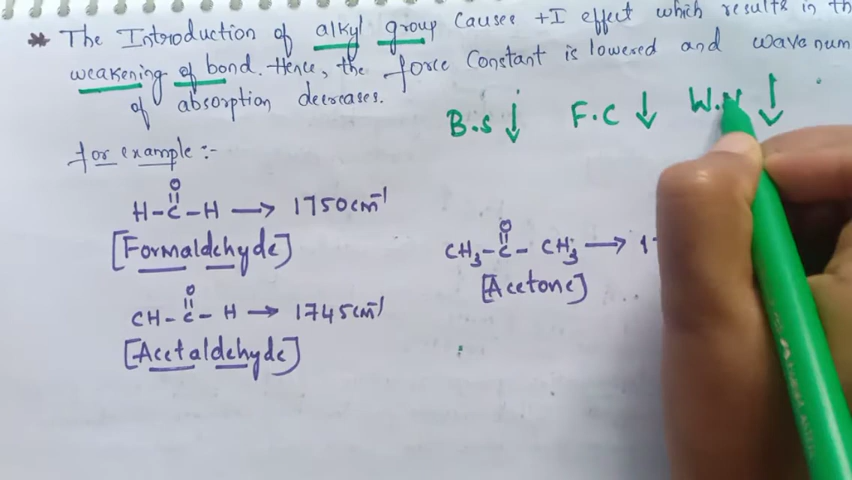 * The Introduction of alkyl group Causes +I effect which results in th
weakening of bond. Hence, the force Constant is lowered and wave num
of absorption decreases.
B.S ↓ F.C ↓ W.N ↓
for example :-
O
H-C-H → 1750cm⁻¹
[Formaldehyde]
O
CH-C-H → 1745cm⁻¹
[Acetaldehyde]
O
CH₃-C-CH₃ → 1
[Acetone]